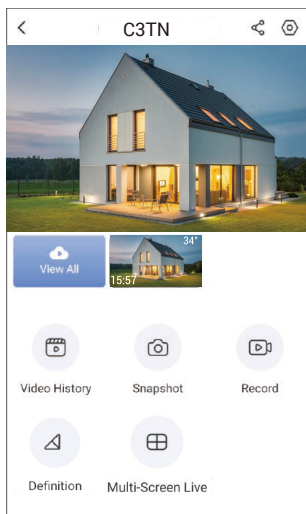 C3TN
View All
34"
15:57
Video History
Snapshot
Record
Definition
Multi-Screen Live